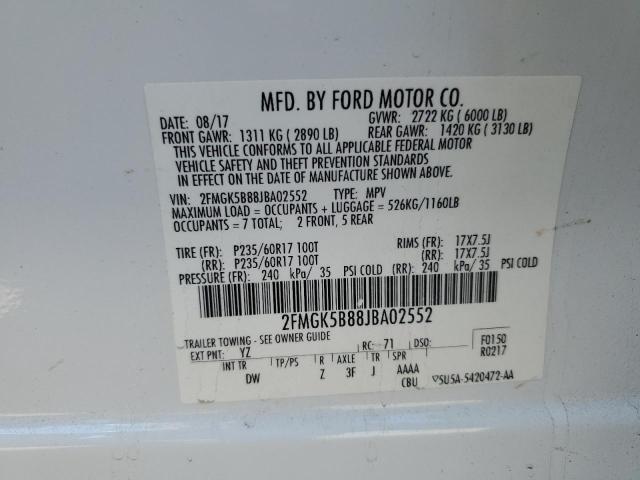 MFD. BY FORD MOTOR CO.
DATE: 08/17 GVWR: 2722 KG ( 6000 LB)
FRONT GAWR: 1311 KG ( 2890 LB) REAR GAWR: 1420 KG ( 3130 LB)
THIS VEHICLE CONFORMS TO ALL APPLICABLE FEDERAL MOTOR
VEHICLE SAFETY AND THEFT PREVENTION STANDARDS
IN EFFECT ON THE DATE OF MANUFACTURE SHOWN ABOVE.
VIN: 2FMGK5B88JBA02552 TYPE: MPV
MAXIMUM LOAD = OCCUPANTS + LUGGAGE = 526KG/1160LB
OCCUPANTS = 7 TOTAL; 2 FRONT, 5 REAR
TIRE (FR): P235/60R17 100T RIMS (FR): 17X7.5J
(RR): P235/60R17 100T (RR): 17X7.5J
PRESSURE (FR): 240 kPa/ 35 PSI COLD (RR): 240 kPa/ 35 PSI COLD
2FMGK5B88JBA02552
TRAILER TOWING - SEE OWNER GUIDE
EXT PNT: YZ RC: 71 DSO: F0150
R0217
INT TR TP/PS R AXLE TR SPR
DW Z 3F J AAAA
CBU ▽5U5A-5420472-AA